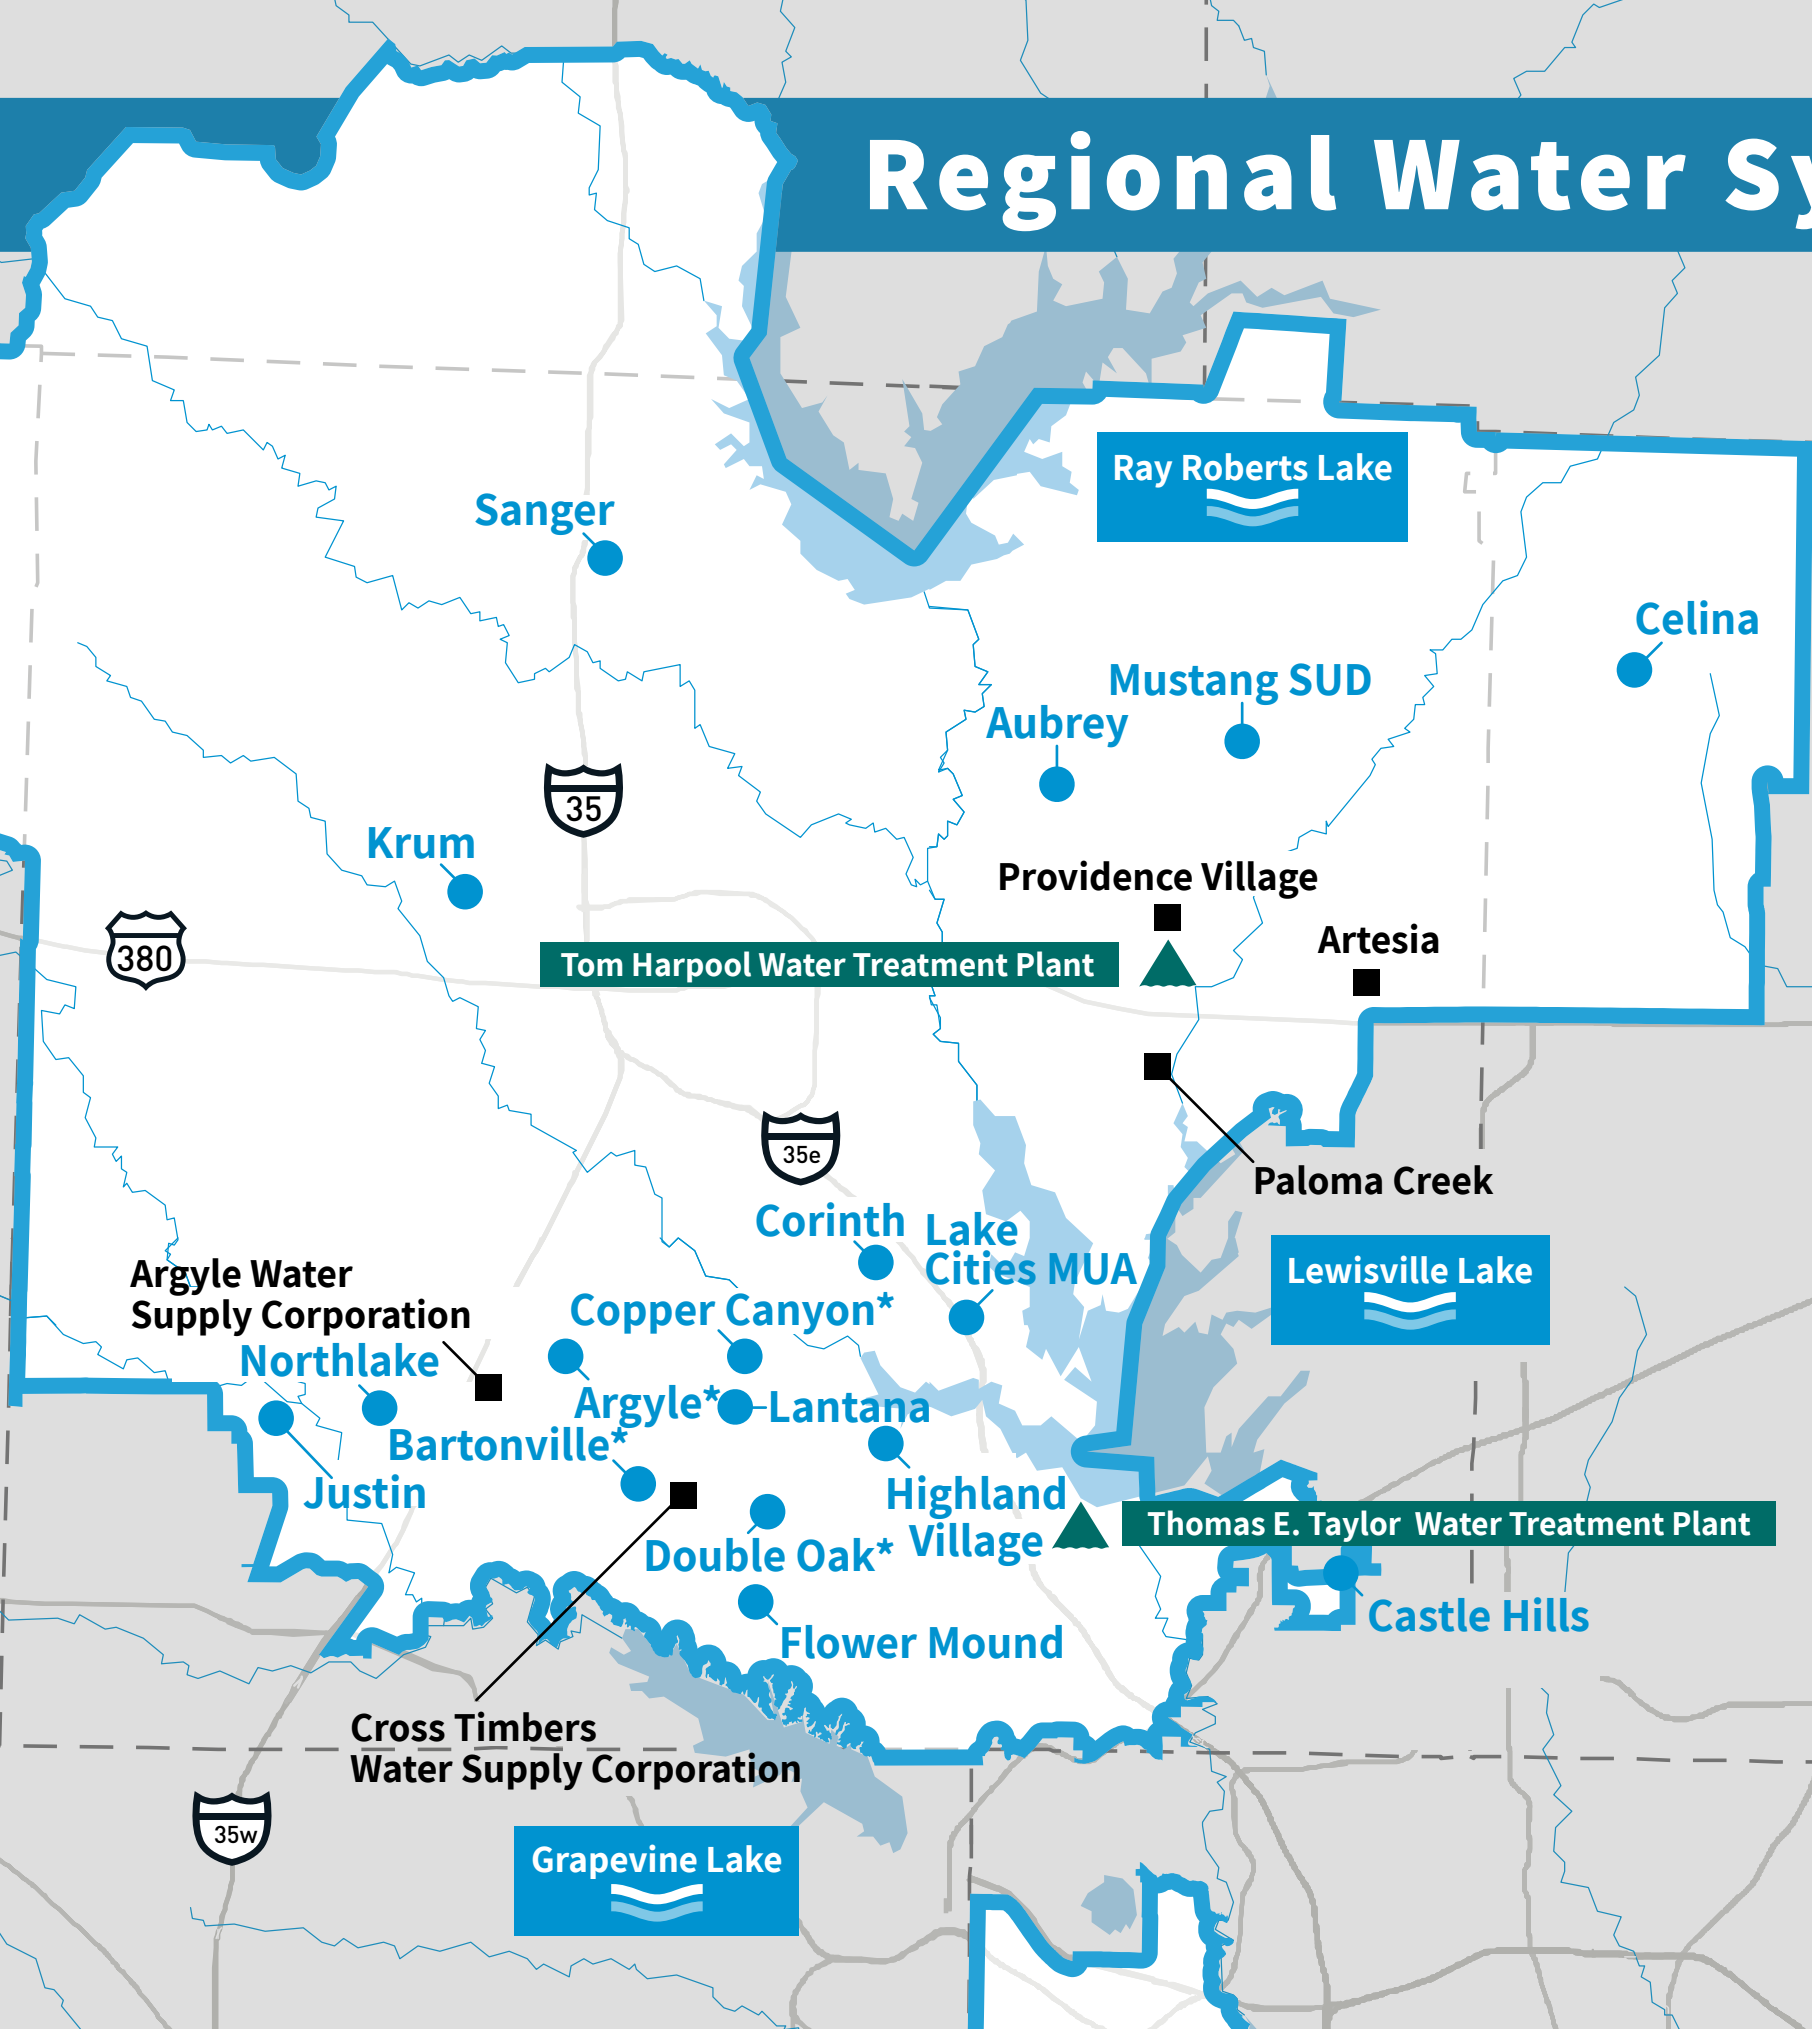 Regional Water Sy
Ray Roberts Lake
Sanger
Celina
Mustang SUD
Aubrey
35
Krum
Providence Village
380
Artesia
Tom Harpool Water Treatment Plant
35e
Paloma Creek
Corinth
Lake
Cities MUA
Lewisville Lake
Argyle Water
Supply Corporation
Copper Canyon*
Northlake
Argyle*
Lantana
Bartonville*
Justin
Highland
Village
Thomas E. Taylor Water Treatment Plant
Double Oak*
Castle Hills
Flower Mound
Cross Timbers
Water Supply Corporation
35w
Grapevine Lake